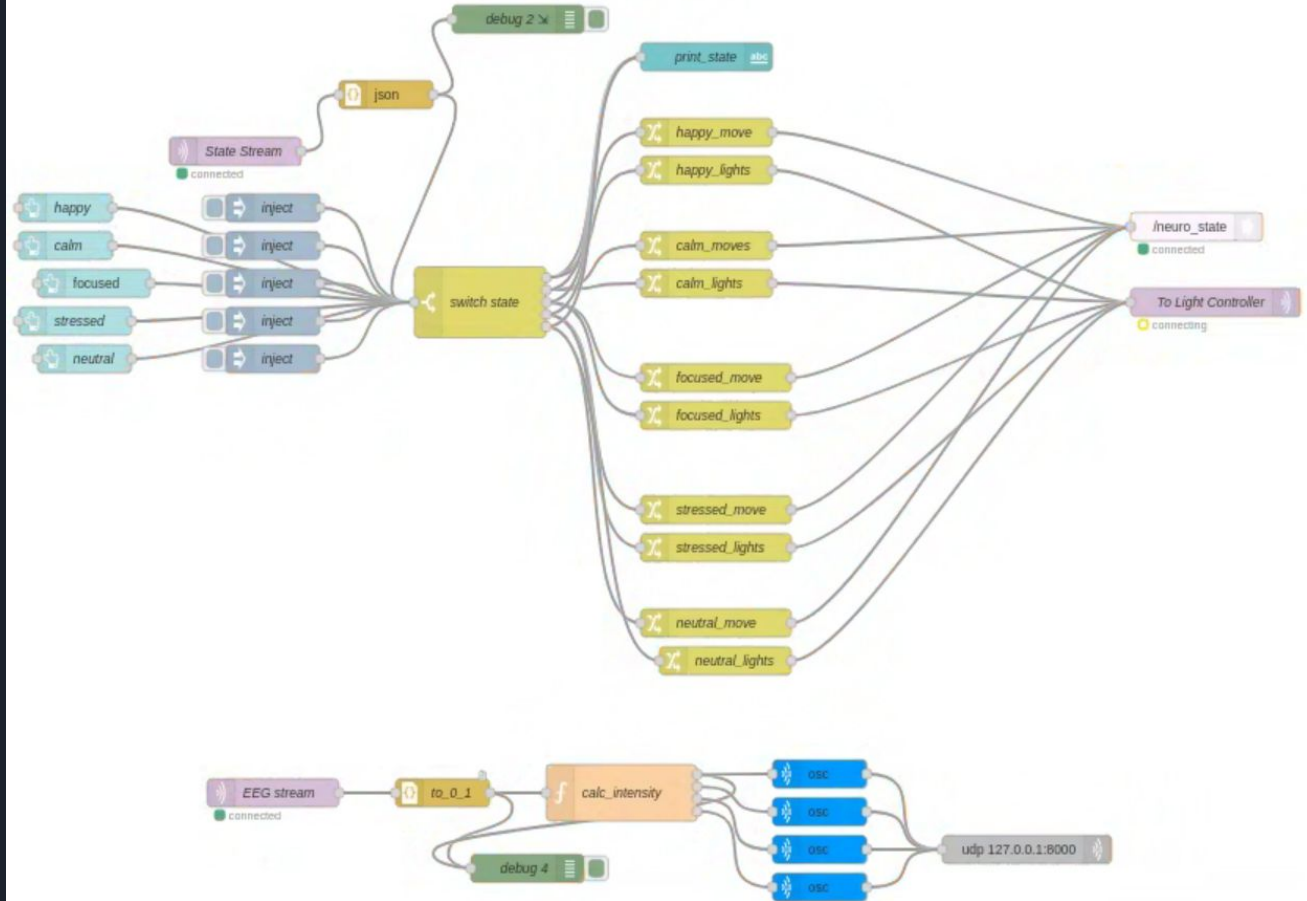 debug 2
print_state abc
json
happy_move
State Stream
connected
happy_lights
happy
inject
/neuro_state
calm
inject
calm_moves
connected
focused
inject
calm_lights
switch state
To Light Controller
stressed
inject
connecting
neutral
inject
focused_move
focused_lights
stressed_move
stressed_lights
neutral_move
neutral_lights
osc
EEG stream
to_0_1
calc_intensity
connected
osc
osc
udp 127.0.0.1:8000
debug 4
osc